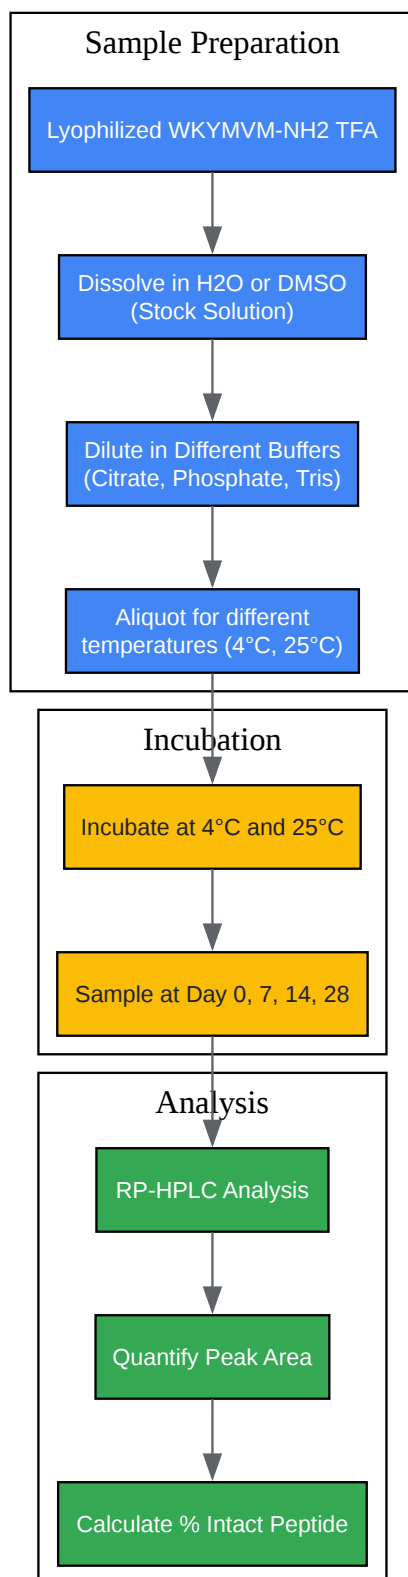 Sample Preparation
Lyophilized WKYMVM-NH2 TFA
Dissolve in H2O or DMSO
(Stock Solution)
Dilute in Different Buffers
(Citrate, Phosphate, Tris)
Aliquot for different
temperatures (4°C, 25°C)
Incubation
Incubate at 4°C and 25°C
Sample at Day 0, 7, 14, 28
Analysis
RP-HPLC Analysis
Quantify Peak Area
Calculate % Intact Peptide